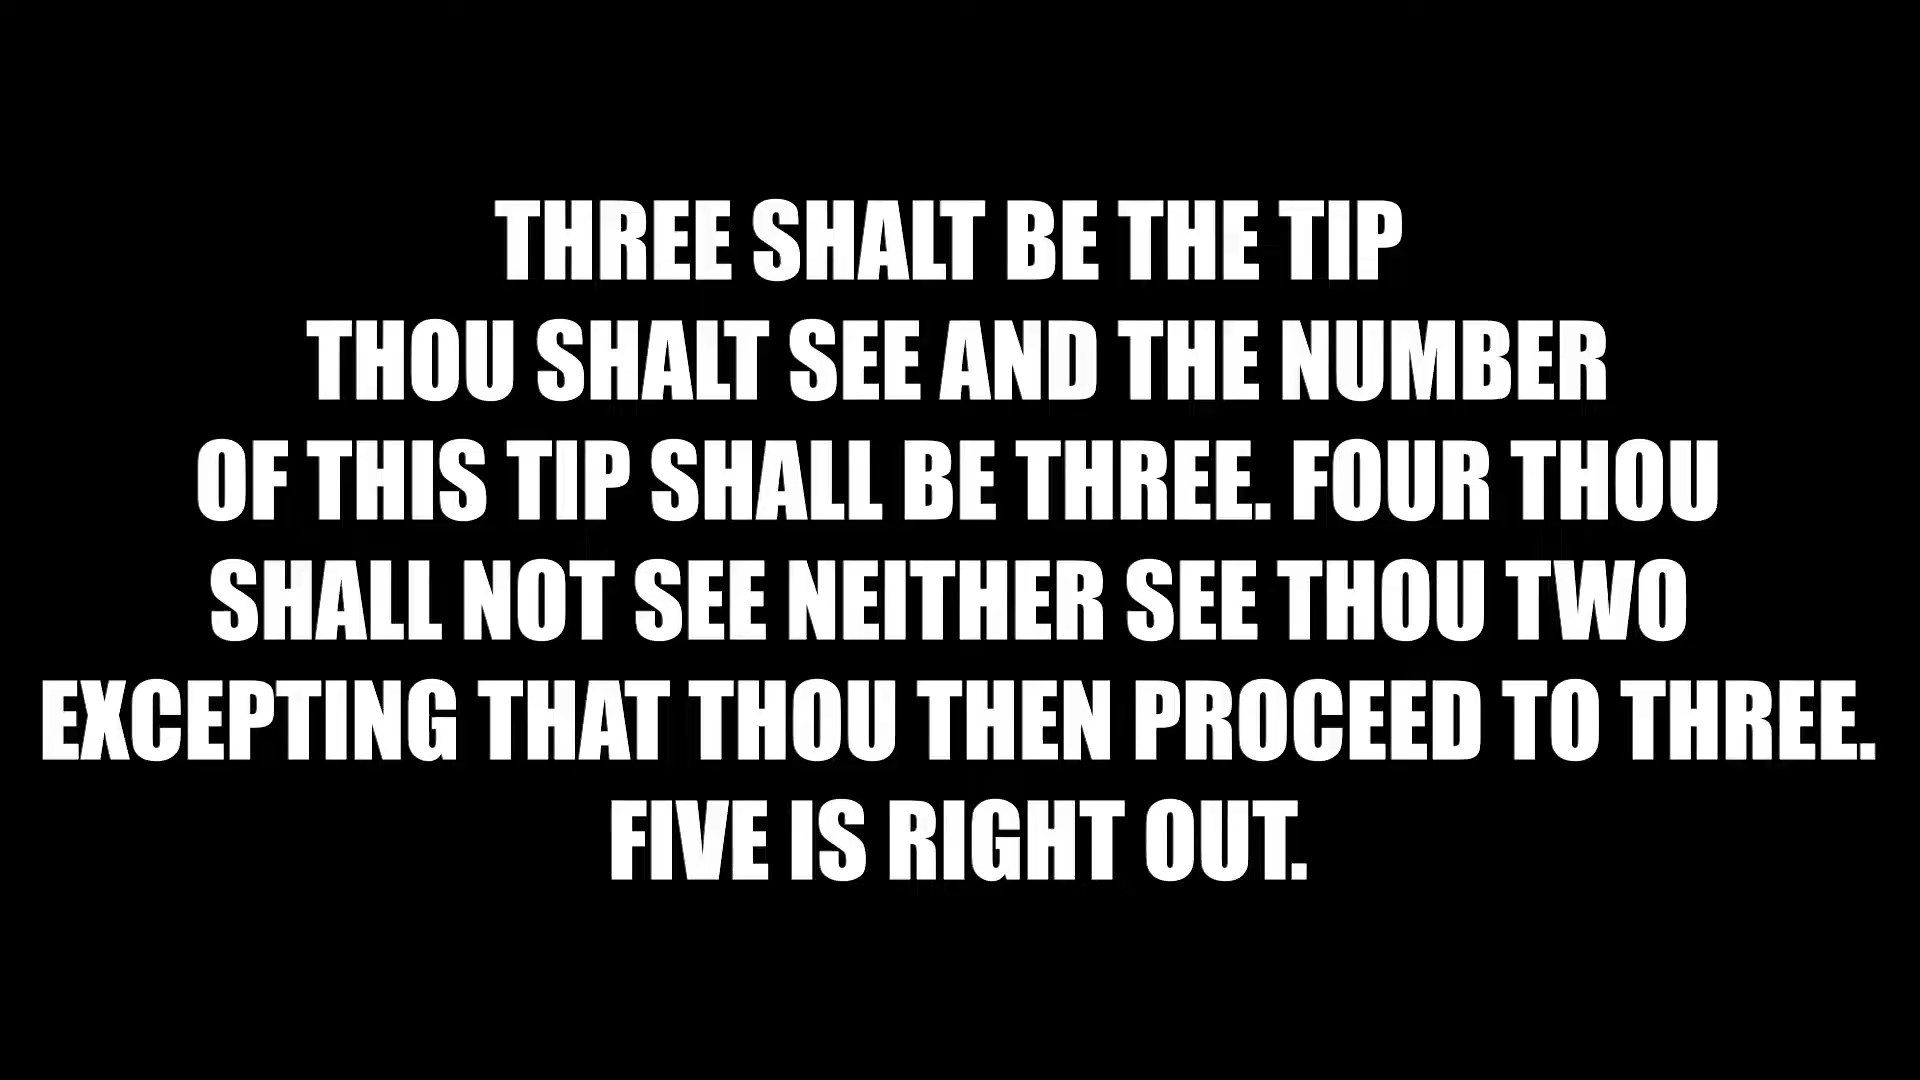 THREE SHALT BE THE TIP
THOU SHALT SEE AND THE NUMBER
OF THIS TIP SHALL BE THREE. FOUR THOU
SHALL NOT SEE NEITHER SEE THOU TWO
EXCEPTING THAT THOU THEN PROCEED TO THREE.
FIVE IS RIGHT OUT.